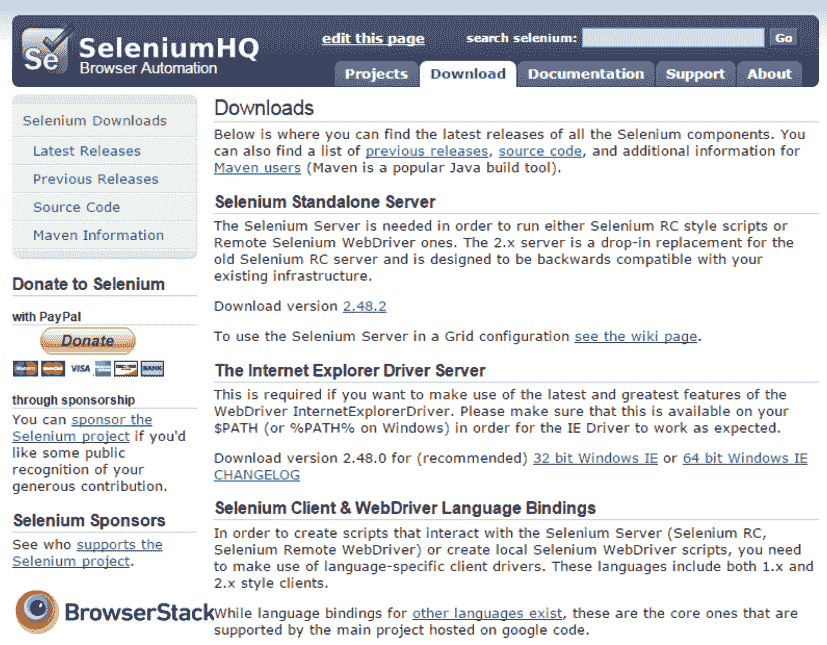 SeleniumHQ
Browser Automation
edit this page
search selenium:
Go
Projects
Download
Documentation
Support
About
Selenium Downloads
Latest Releases
Previous Releases
Source Code
Maven Information
Donate to Selenium
with PayPal
Donate
VISA
BANK
through sponsorship
You can sponsor the
Selenium project if you'd
like some public
recognition of your
generous contribution.
Selenium Sponsors
See who supports the
Selenium project.
BrowserStack
Downloads
Below is where you can find the latest releases of all the Selenium components. You
can also find a list of previous releases, source code, and additional information for
Maven users (Maven is a popular Java build tool).
Selenium Standalone Server
The Selenium Server is needed in order to run either Selenium RC style scripts or
Remote Selenium WebDriver ones. The 2.x server is a drop-in replacement for the
old Selenium RC server and is designed to be backwards compatible with your
existing infrastructure.
Download version 2.48.2
To use the Selenium Server in a Grid configuration see the wiki page.
The Internet Explorer Driver Server
This is required if you want to make use of the latest and greatest features of the
WebDriver InternetExplorerDriver. Please make sure that this is available on your
$PATH (or %PATH% on Windows) in order for the IE Driver to work as expected.
Download version 2.48.0 for (recommended) 32 bit Windows IE or 64 bit Windows IE
CHANGELOG
Selenium Client & WebDriver Language Bindings
In order to create scripts that interact with the Selenium Server (Selenium RC,
Selenium Remote WebDriver) or create local Selenium WebDriver scripts, you need
to make use of language-specific client drivers. These languages include both 1.x and
2.x style clients.
While language bindings for other languages exist, these are the core ones that are
supported by the main project hosted on google code.